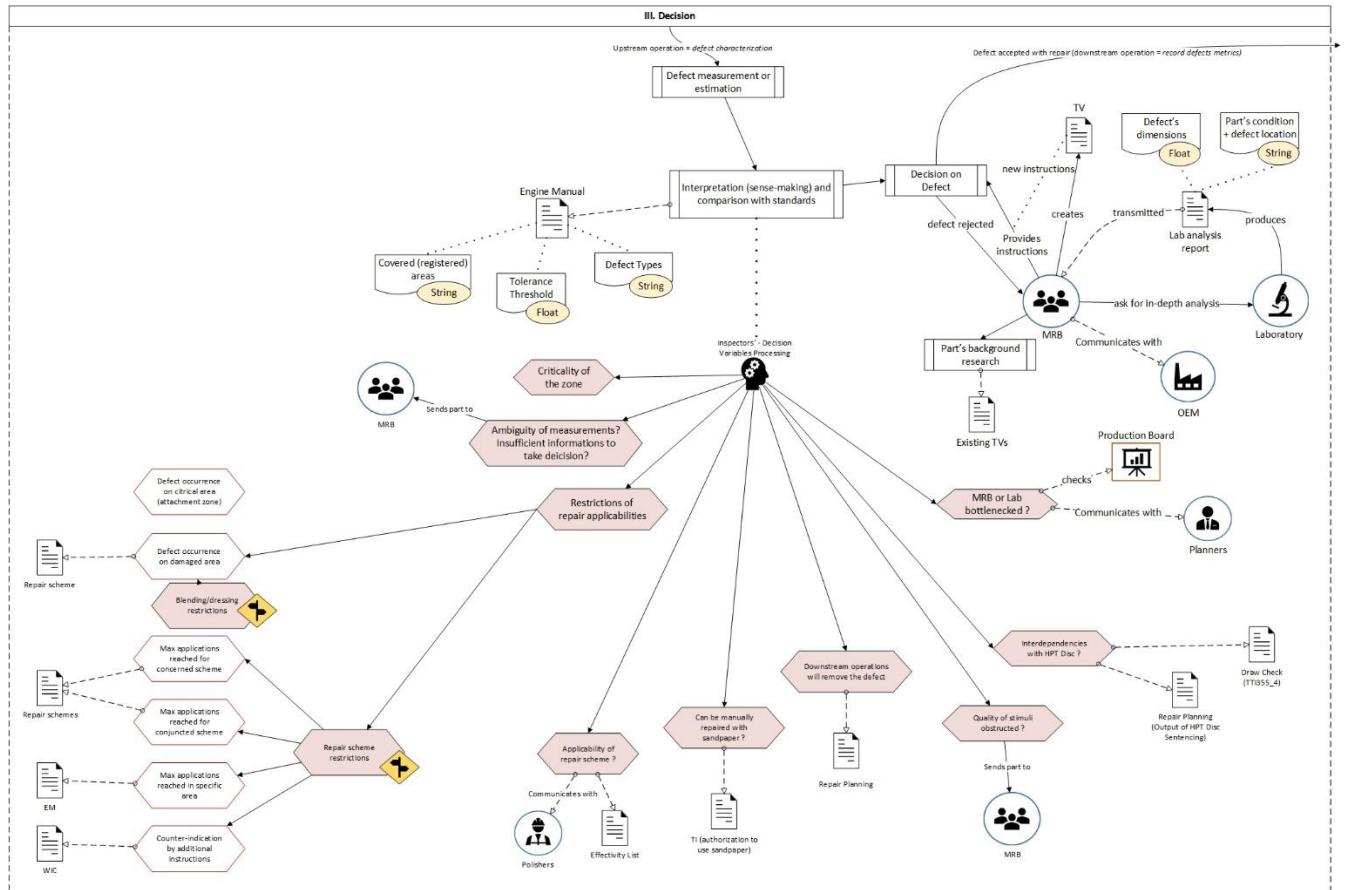 III. Decision
Upstream operation = defect characterization
Defect measurement or
estimation
Defect accepted with repair (downstream operation = record defects metrics)
TV
Defect's
dimensions
Float
Part's condition
+ defect location
String
new instructions
Decision on
Defect
Interpretation (sense-making) and
comparison with standards
Engine Manual
Covered (registered)
areas
String
Tolerance
Threshold
Float
Defect Types
String
defect rejected
Provides
instructions
creates
transmitted
Lab analysis
report
produces
MRB
ask for in-depth analysis
Laboratory
Part's background
research
Communicates with
OEM
Existing TVs
Inspectors' - Decision
Variables Processing
Criticality of
the zone
MRB
Sends part to
Ambiguity of measurements?
Insufficient informations to
take deicision?
Production Board
checks
MRB or Lab
bottlenecked ?
Communicates with
Planners
Restrictions of
repair applicabilities
Defect occurrence
on citrical area
(attachment zone)
Defect occurrence
on damaged area
Repair scheme
Blending/dressing
restrictions
Max applications
reached for
concerned scheme
Repair schemes
Max applications
reached for
conjuncted scheme
Repair scheme
restrictions
Max applications
reached in specific
area
EM
Counter-indication
by additional
instructions
WIC
Applicability of
repair scheme ?
Communicates with
Polishers
Effectivity List
Can be manually
repaired with
sandpaper ?
TI (authorization to
use sandpaper)
Downstream operations
will remove the defect
Repair Planning
Quality of stimuli
obstructed ?
Sends part to
MRB
Interdependencies
with HPT Disc ?
Draw Check
(TTI355_4)
Repair Planning
(Output of HPT Disc
Sentencing)